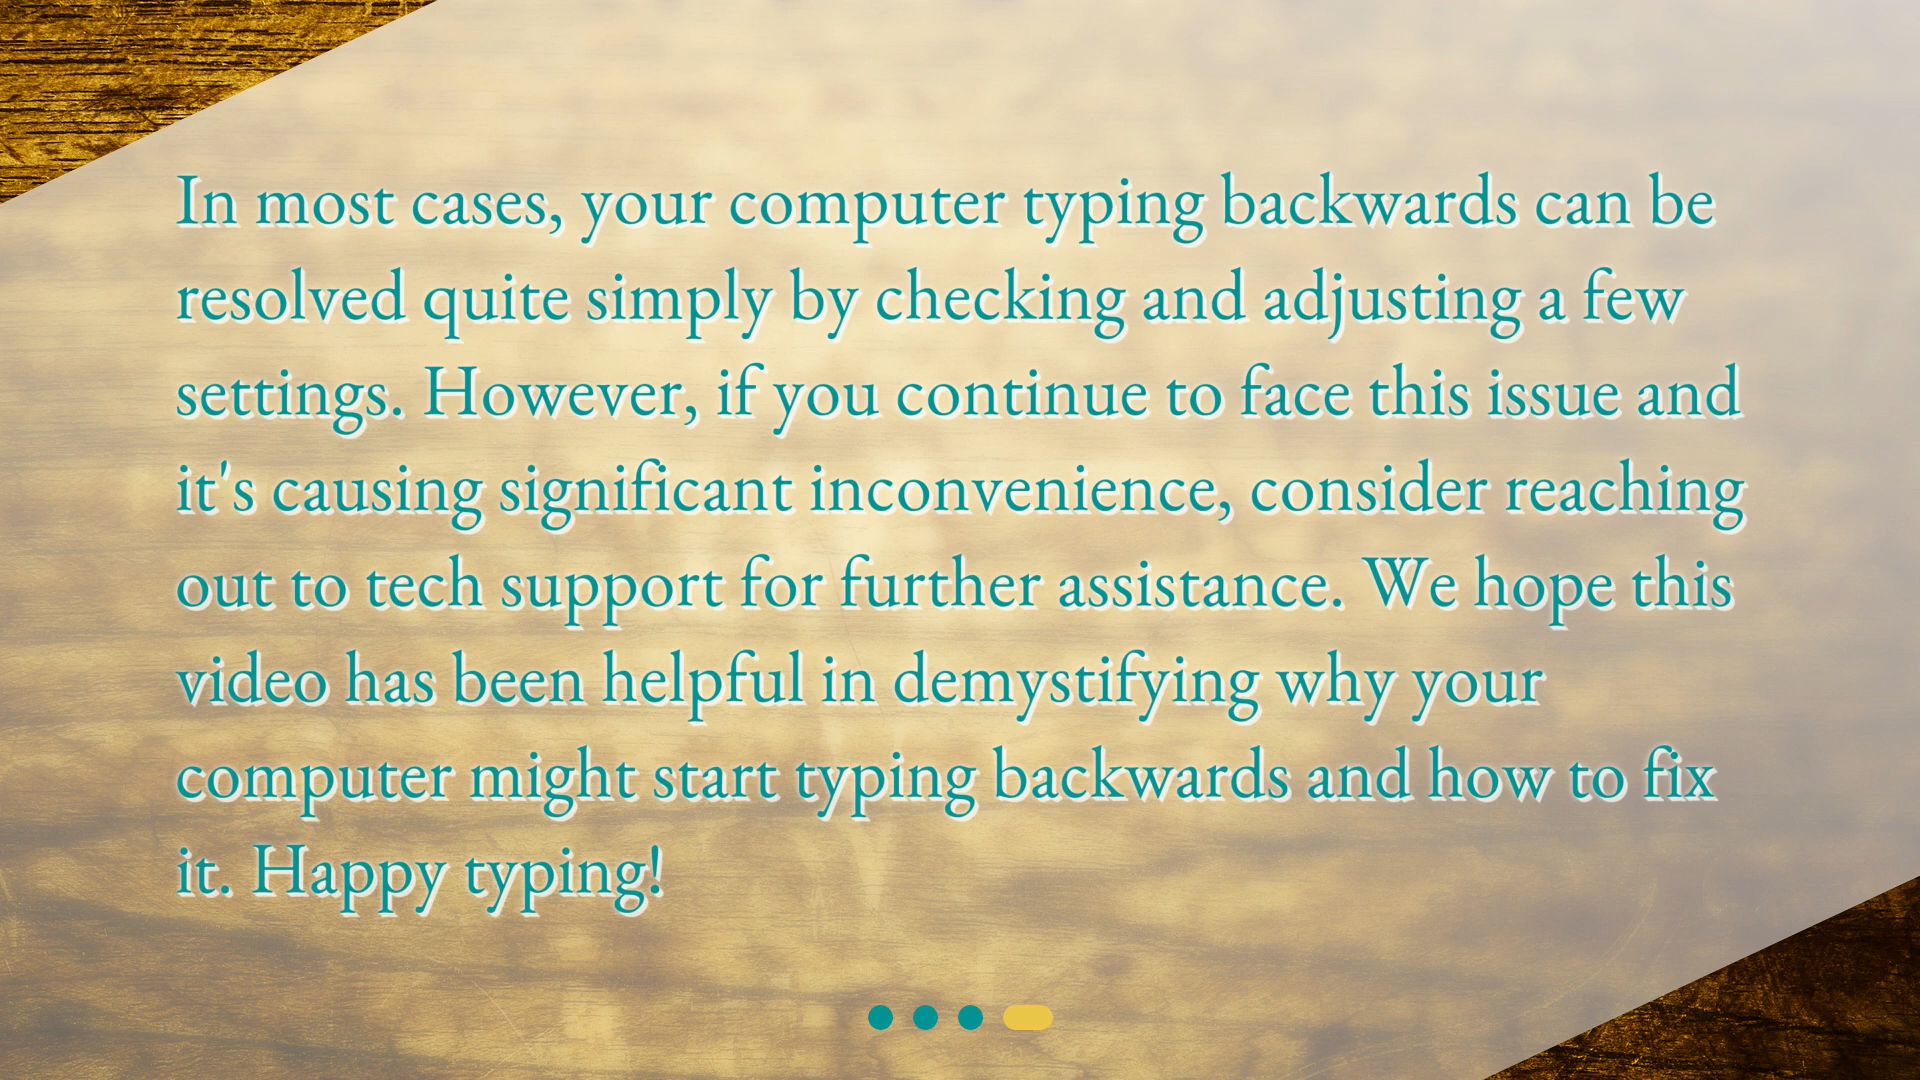 In most cases, your computer typing backwards can be
resolved quite simply by checking and adjusting a few
settings. However, if you continue to face this issue and
it's causing significant inconvenience, consider reaching
out to tech support for further assistance. We hope this
video has been helpful in demystifying why your
computer might start typing backwards and how to fix
it. Happy typing!